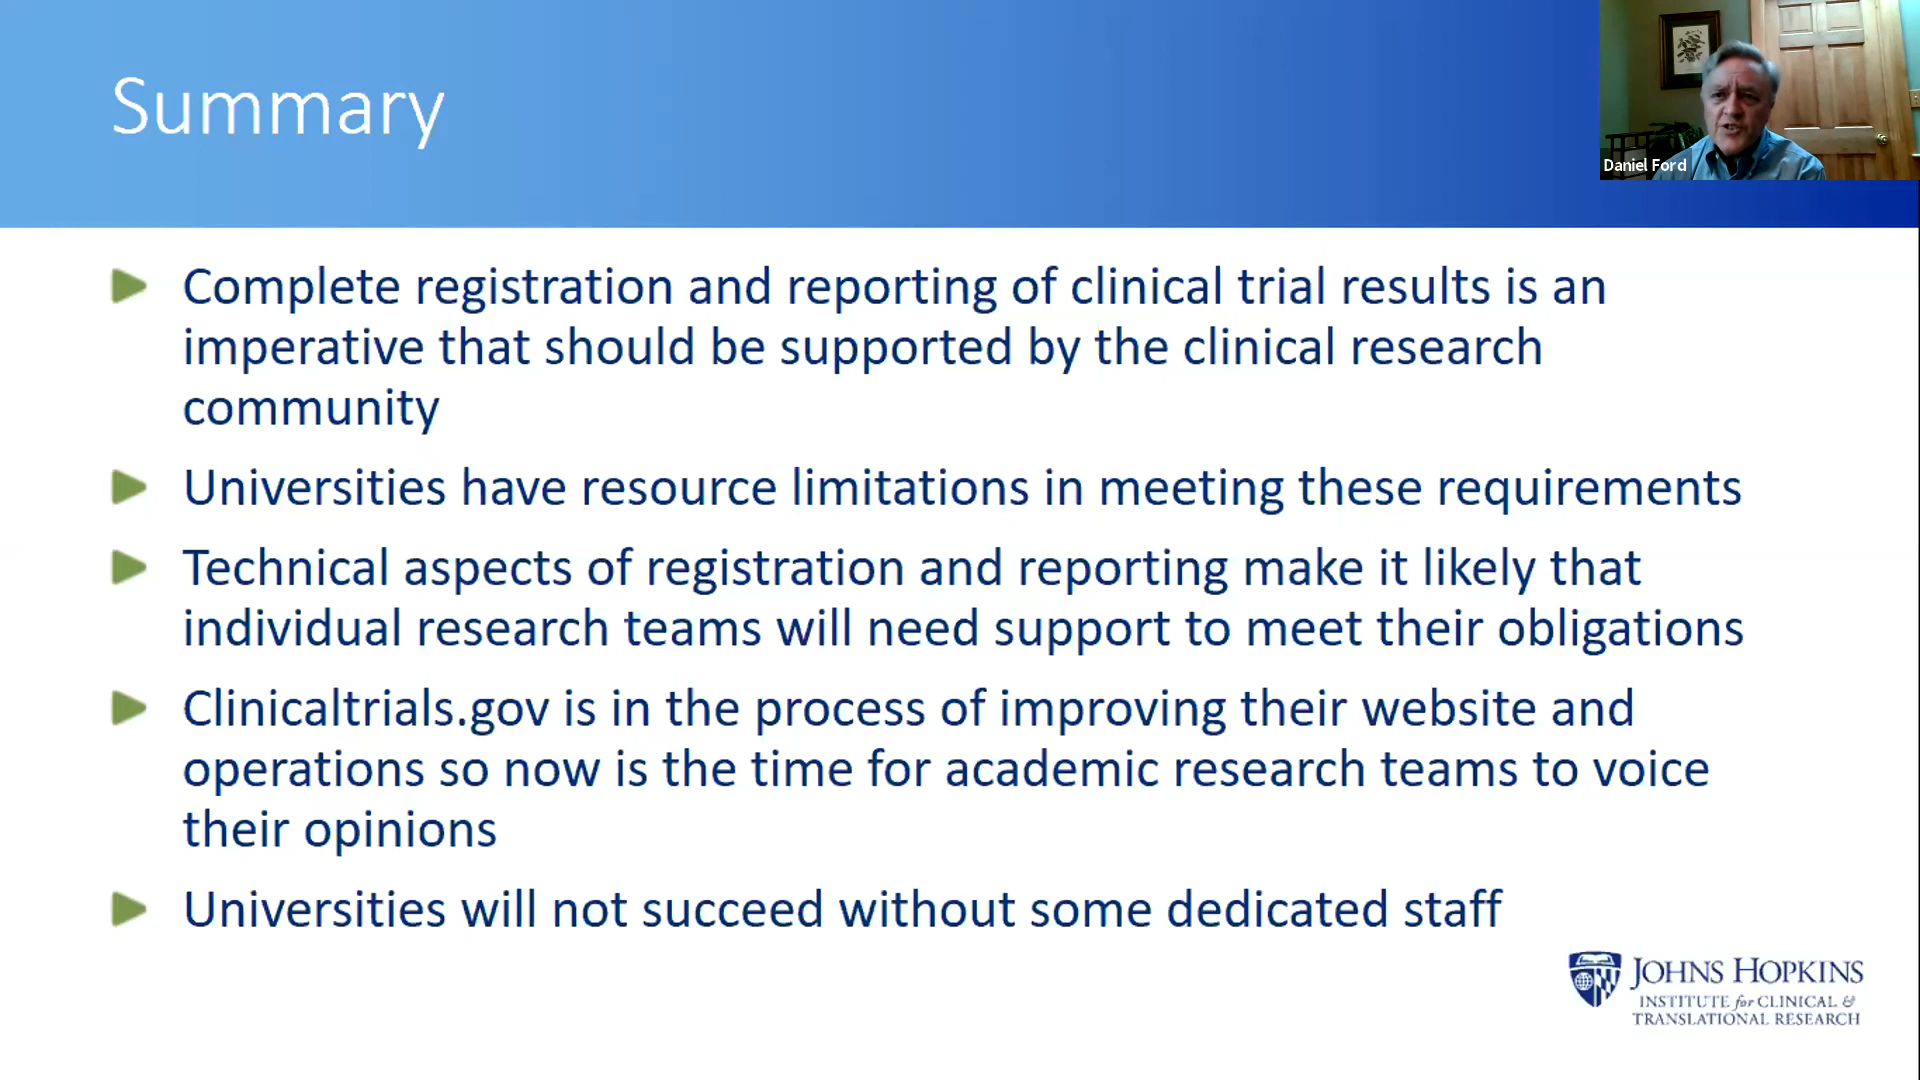 Summary
Daniel Ford
Complete registration and reporting of clinical trial results is an
imperative that should be supported by the clinical research
community
Universities have resource limitations in meeting these requirements
Technical aspects of registration and reporting make it likely that
individual research teams will need support to meet their obligations
Clinicaltrials.gov is in the process of improving their website and
operations so now is the time for academic research teams to voice
their opinions
Universities will not succeed without some dedicated staff
JOHNS HOPKINS
INSTITUTE for CLINICAL &
TRANSLATIONAL RESEARCH